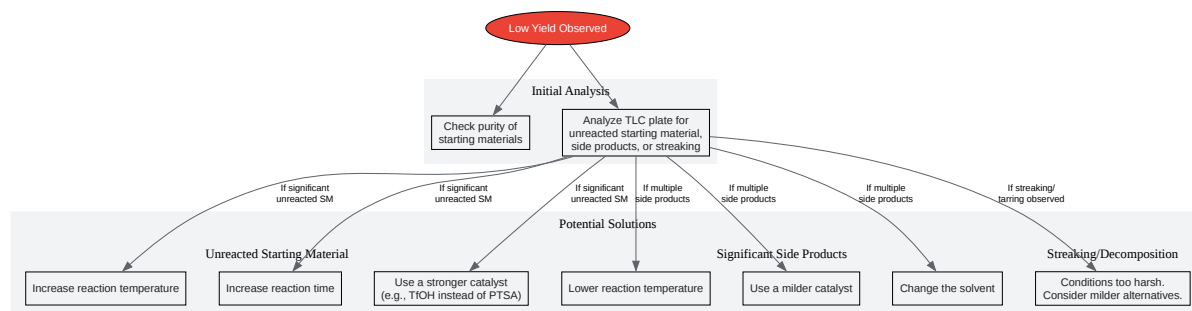 Low Yield Observed
Initial Analysis
Check purity of
starting materials
Analyze TLC plate for
unreacted starting material,
side products, or streaking
If significant
unreacted SM
If significant
unreacted SM
If significant
unreacted SM
If multiple
side products
If multiple
side products
If multiple
side products
If streaking/
tarring observed
Potential Solutions
Unreacted Starting Material
Significant Side Products
Streaking/Decomposition
Increase reaction temperature
Increase reaction time
Use a stronger catalyst
(e.g., TfOH instead of PTSA)
Lower reaction temperature
Use a milder catalyst
Change the solvent
Conditions too harsh.
Consider milder alternatives.